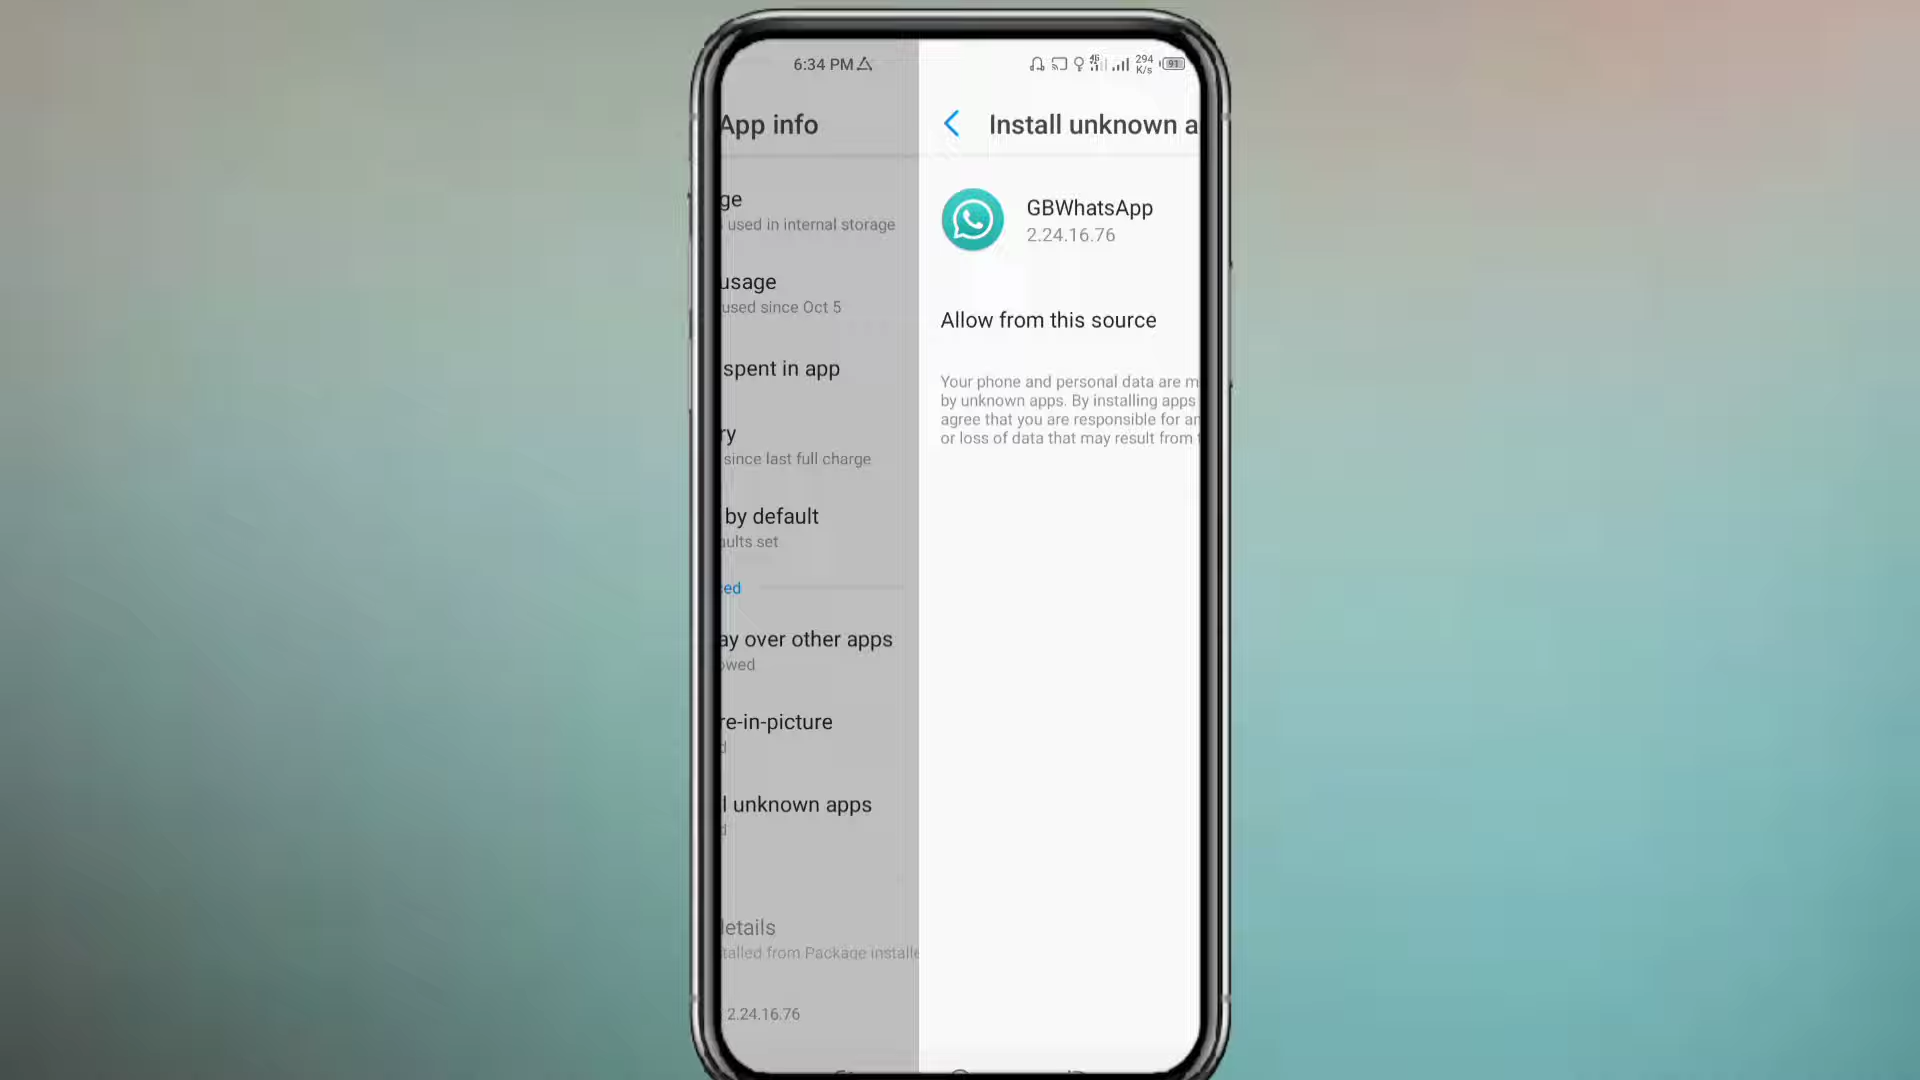 6:34 PM
294
K/s
91
App info
ge
used in internal storage
usage
used since Oct 5
spent in app
ry
since last full charge
by default
aults set
ed
ay over other apps
owed
re-in-picture
d
l unknown apps
d
details
talled from Package installe
2.24.16.76
Install unknown a
GBWhatsApp
2.24.16.76
Allow from this source
Your phone and personal data are m
by unknown apps. By installing apps
agree that you are responsible for an
or loss of data that may result from t